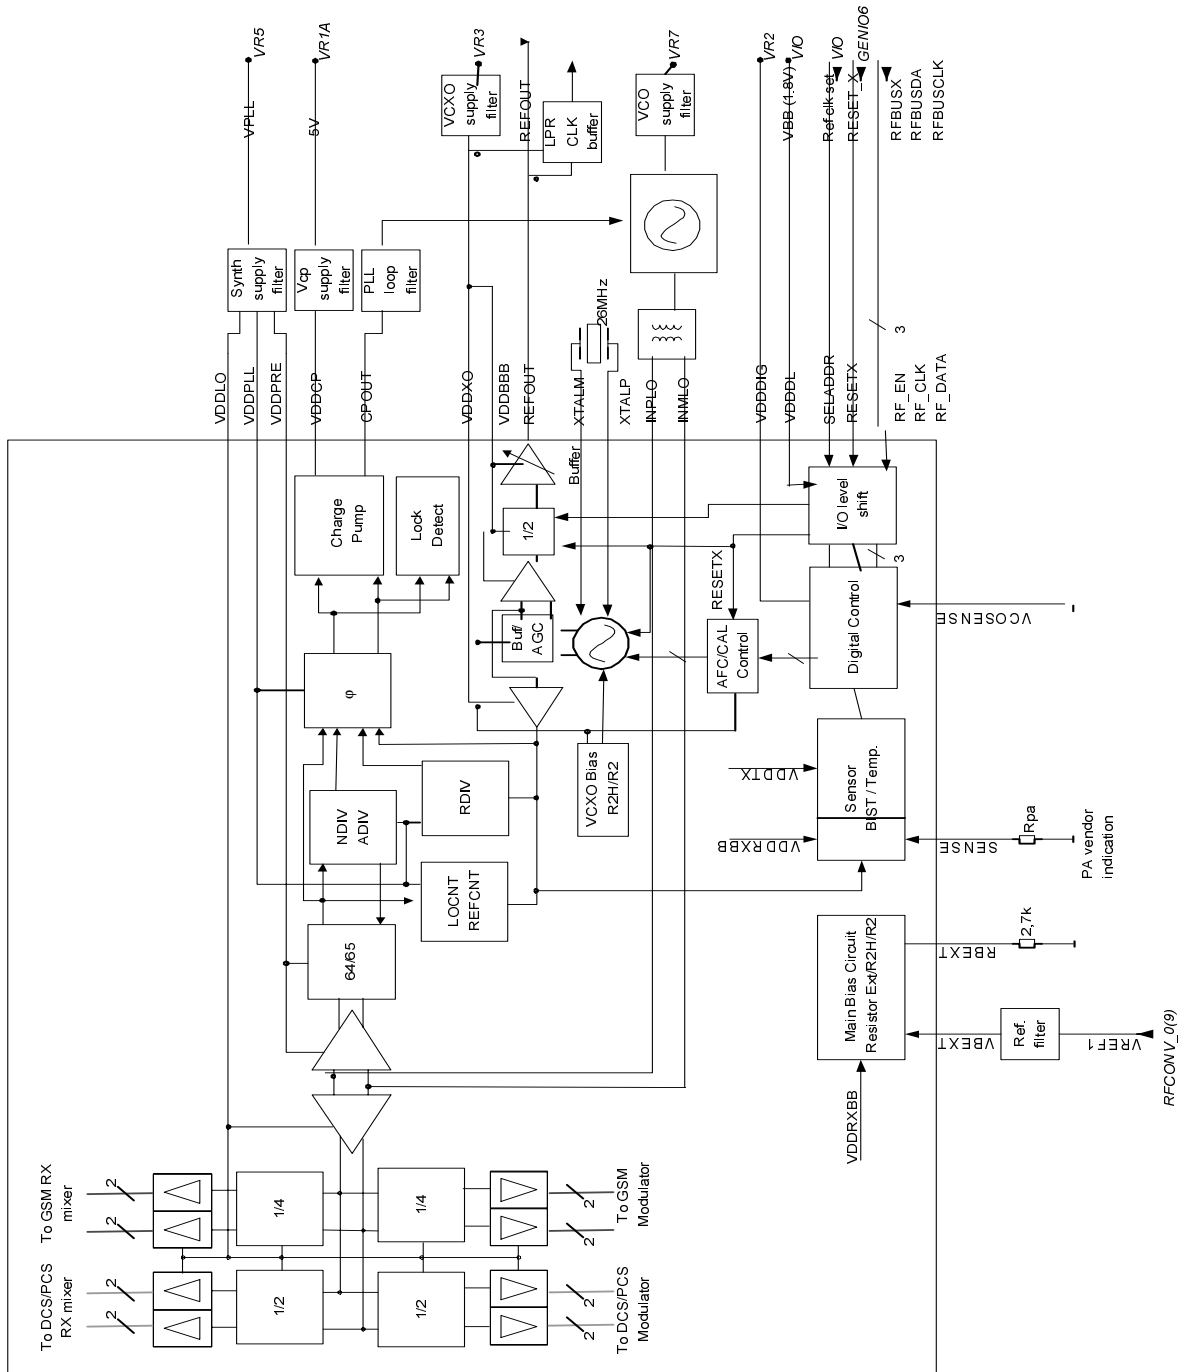 VR5
VR1A
VR3
VR7
VR2
VIO
VIO
GENIO6
VPLL
5V
VCXO
supply
filter
REFOUT
LPR
CLK
buffer
VCO
supply
filter
VBB (1.8V)
Ref clk set
RESET_X
RFBUSX
RFBUSDA
RFBUSCLK
Synth
supply
filter
Vcp
supply
filter
PLL
loop
filter
26MHz
3
VDDLO
VDDPLL
VDDPRE
VDDCP
CPOUT
VDDXO
VDDBBB
REFOUT
XTALM
XTALP
INPLO
INMLO
VDDDIG
VDDDL
SELADDR
RESETX
RF_EN
RF_CLK
RF_DATA
Charge
Pump
Lock
Detect
Buffer
1/2
I/O level
shift
3
RESETX
Buf/
AGC
AFC/CAL
Control
Digital Control
VCOSENSE
φ
NDIV
ADIV
RDIV
VCXO Bias
R2H/R2
VDDTX
Sensor
BIST / Temp.
VDDRXBB
SENSE
Rpa
PA vendor
indication
LOCNT
REFCNT
64/65
Main Bias Circuit
Resistor Ext/R2H/R2
RBEXT
2,7k
VBEXT
Ref.
filter
VREF1
RFCONV_0(9)
VDDRXBB
To GSM RX
mixer
2
2
1/4
1/4
2
2
To GSM
Modulator
To DCS/PCS
RX mixer
2
2
1/2
1/2
2
2
To DCS/PCS
Modulator